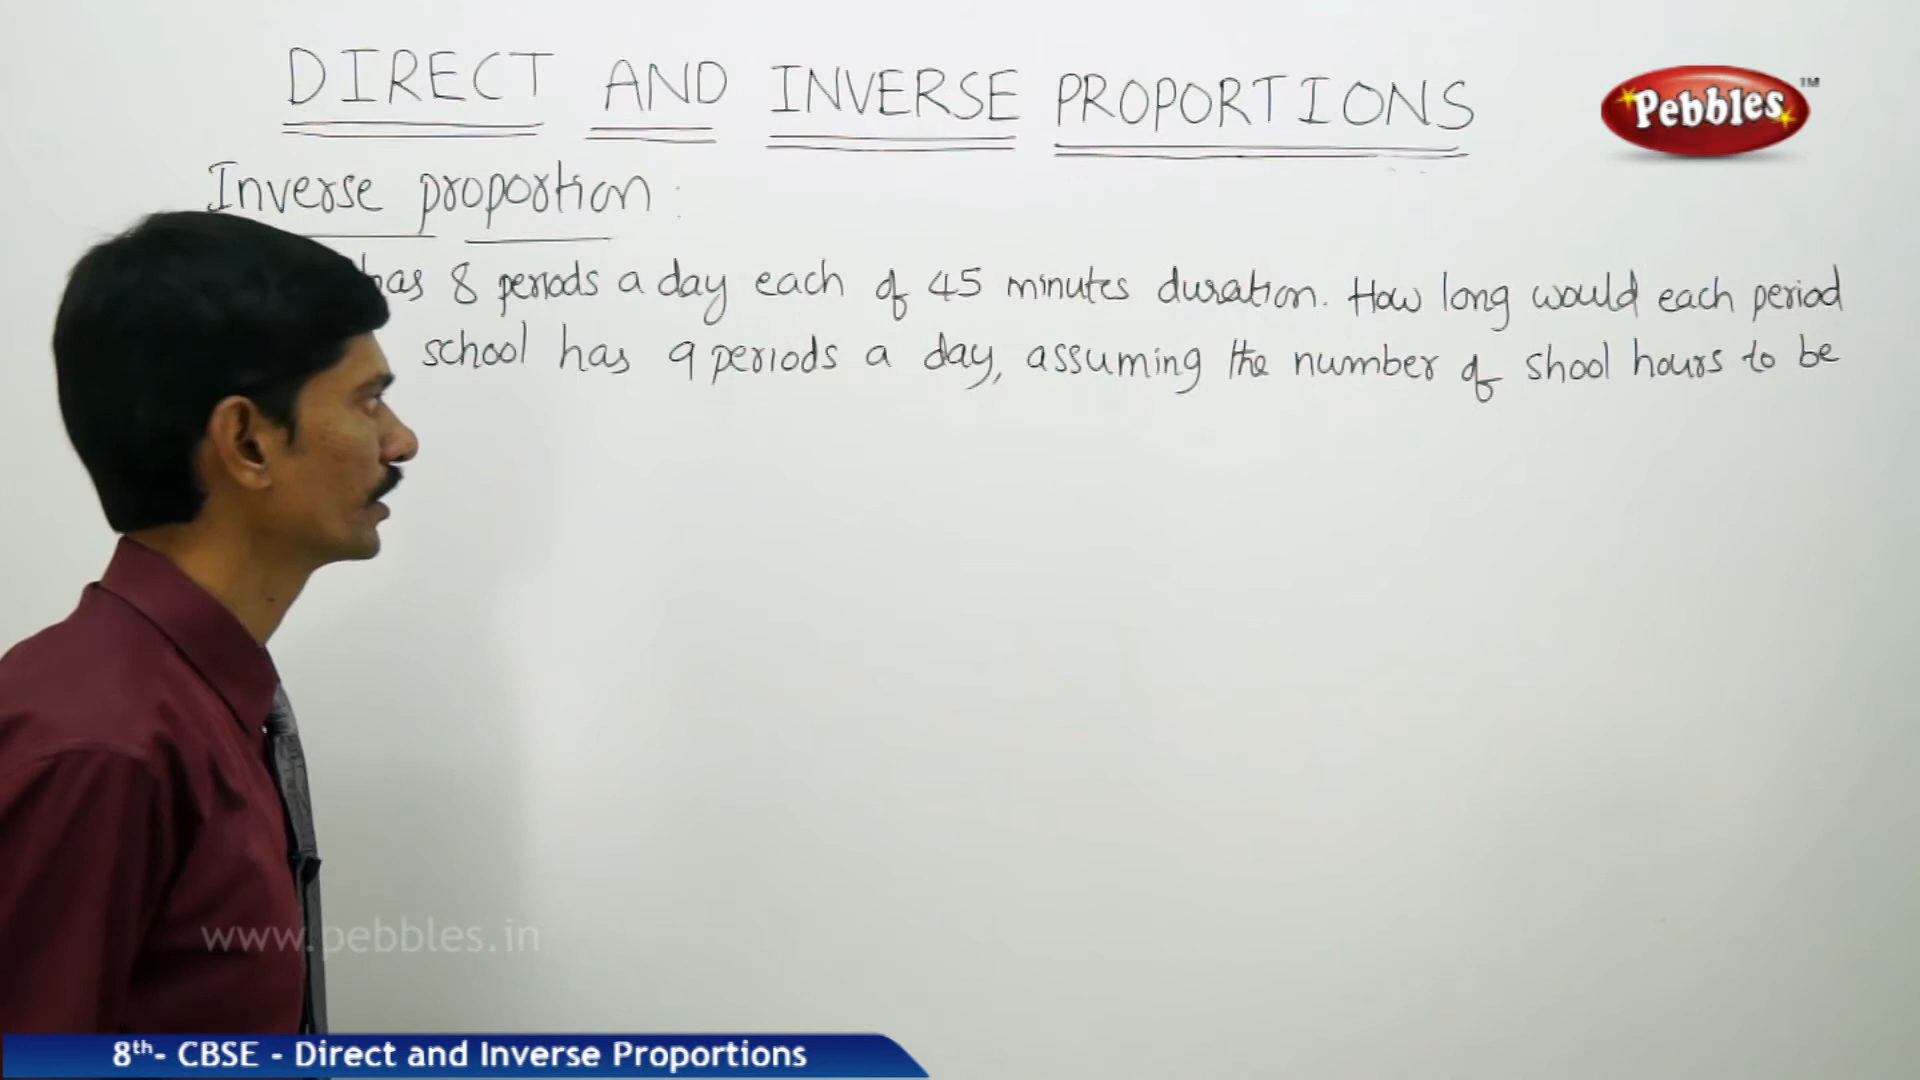 DIRECT AND INVERSE PROPORTIONS
Pebbles™
Inverse proportion:
has 8 periods a day each of 45 minutes duration. How long would each period
school has 9 periods a day, assuming the number of shool hours to be
www.pebbles.in
8th- CBSE - Direct and Inverse Proportions